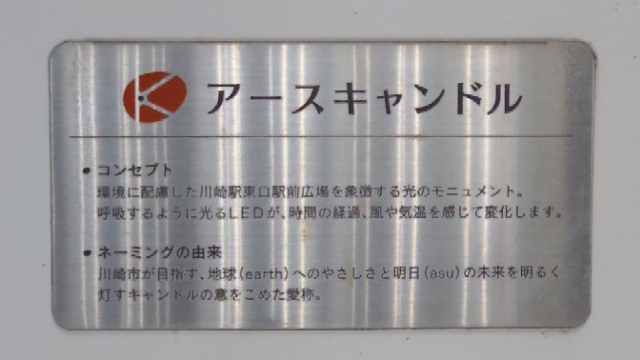 アースキャンドル
• コンセプト
環境に配慮した川崎駅東口駅前広場を象徴する光のモニュメント。
呼吸するように光るLEDが、時間の経過、風や気温を感じて変化します。
• ネーミングの由来
川崎市が目指す、地球(earth)へのやさしさと明日(asu)の未来を明るく
灯すキャンドルの意をこめた愛称。